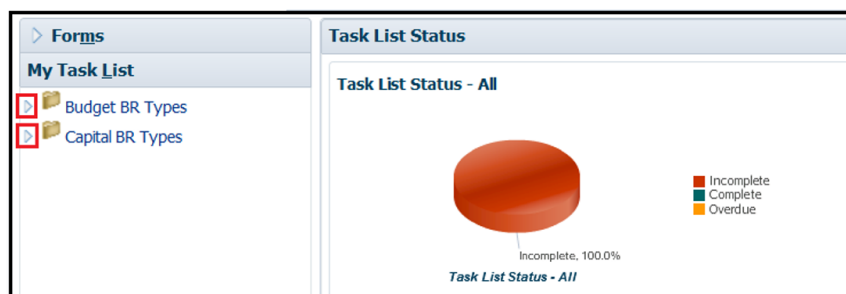 Forms
My Task List
Budget BR Types
Capital BR Types
Task List Status
Task List Status - All
Incomplete
Complete
Overdue
Incomplete, 100.0%
Task List Status - All